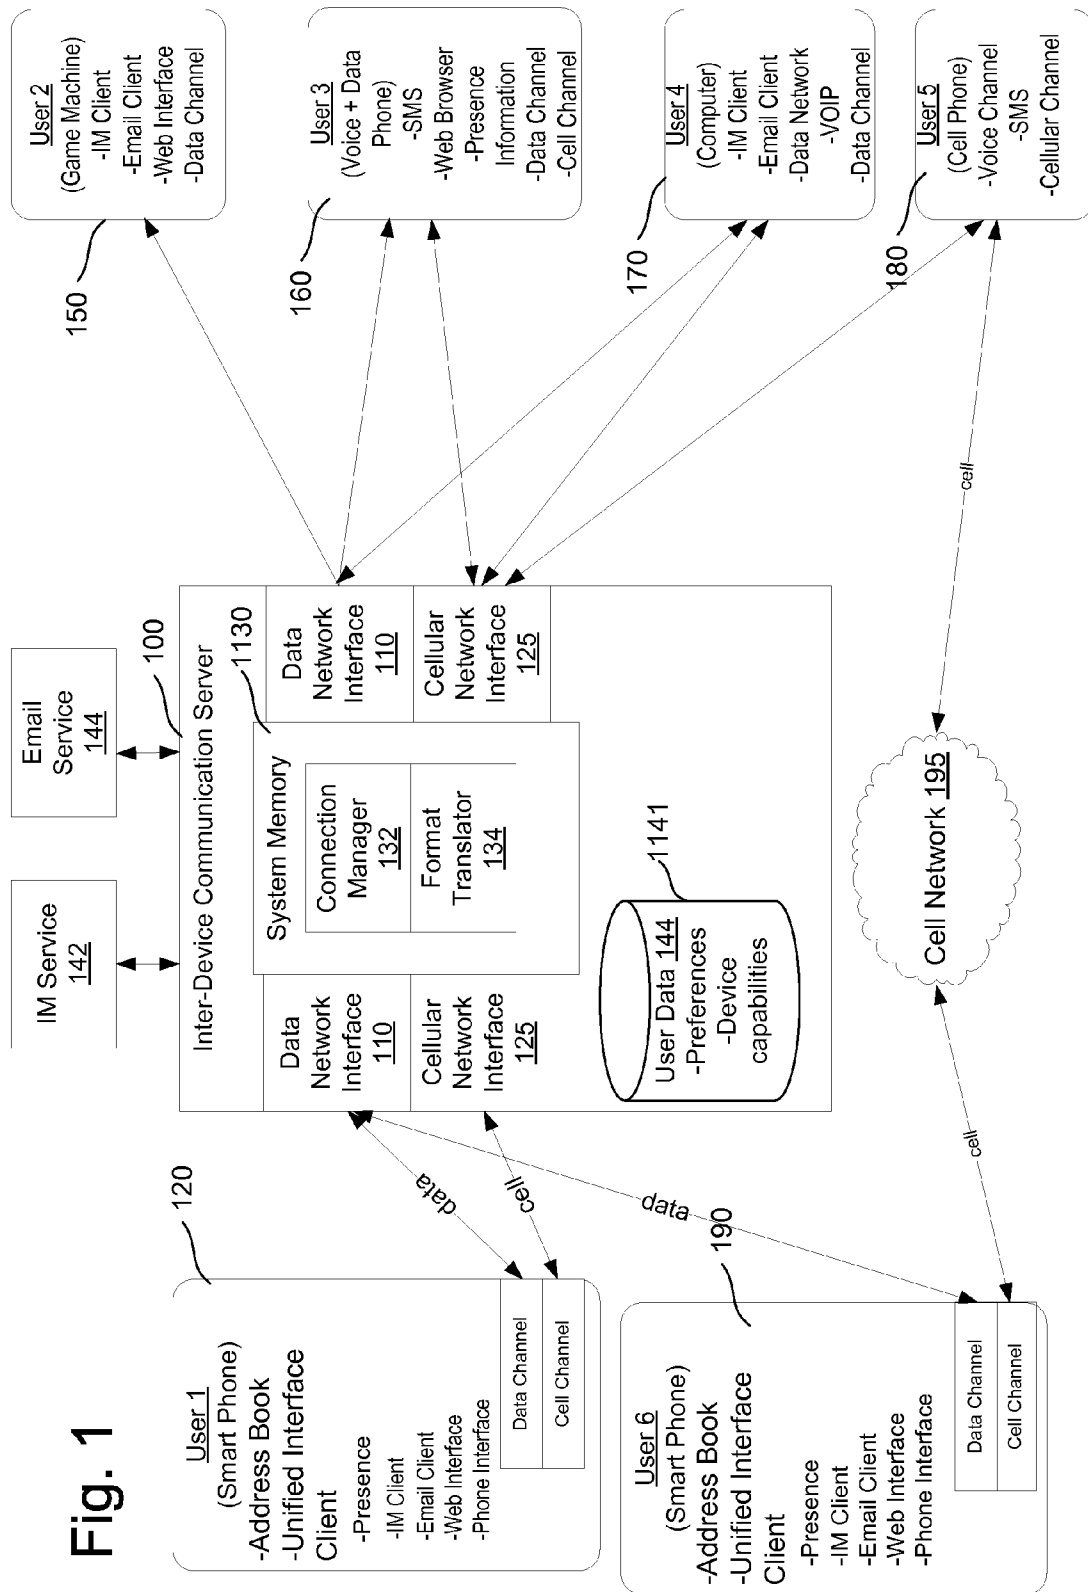 Fig. 1
User 1
(Smart Phone)
-Address Book
-Unified Interface
Client
-Presence
-IM Client
-Email Client
-Web Interface
-Phone Interface
Data Channel
Cell Channel
120
User 6
(Smart Phone)
-Address Book
-Unified Interface
Client
-Presence
-IM Client
-Email Client
-Web Interface
-Phone Interface
Data Channel
Cell Channel
190
data
cell
data
cell
IM Service
142
Email
Service
144
100
Inter-Device Communication Server
Data
Network
Interface
110
Cellular
Network
Interface
125
System Memory
1130
Connection
Manager
132
Format
Translator
134
Data
Network
Interface
110
Cellular
Network
Interface
125
User Data 144
-Preferences
-Device
capabilities
1141
Cell Network 195
cell
User 2
(Game Machine)
-IM Client
-Email Client
-Web Interface
-Data Channel
150
User 3
(Voice + Data
Phone)
-SMS
-Web Browser
-Presence
Information
-Data Channel
-Cell Channel
160
User 4
(Computer)
-IM Client
-Email Client
-Data Network
-VOIP
-Data Channel
170
User 5
(Cell Phone)
-Voice Channel
-SMS
-Cellular Channel
180